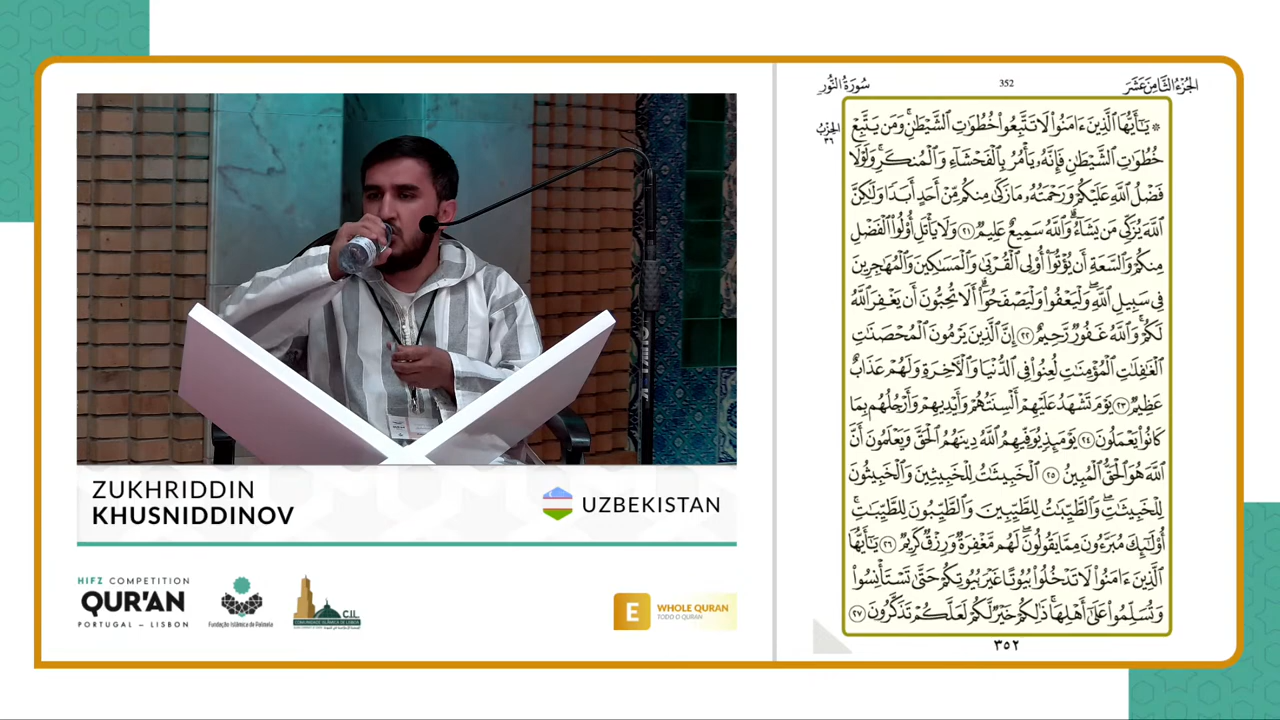 ZUKHRIDDIN
KHUSNIDDINOV
UZBEKISTAN
HIFZ COMPETITION
QUR'AN
PORTUGAL – LISBON
Fundação Islâmica de Palmela
C.I.L.
COMUNIDADE ISLÂMICA DE LISBOA
E
WHOLE QURAN
TODO O QURAN
سُورَةُ النُّورِ
352
الجُزْءُ الثَّامِنَ عَشَرَ
الحِزْبُ
٣٦
۞ يَـٰٓأَيُّهَا ٱلَّذِينَ ءَامَنُوا۟ لَا تَتَّبِعُوا۟ خُطُوَٰتِ ٱلشَّيْطَـٰنِ ۚ وَمَن يَتَّبِعْ
خُطُوَٰتِ ٱلشَّيْطَـٰنِ فَإِنَّهُۥ يَأْمُرُ بِٱلْفَحْشَآءِ وَٱلْمُنكَرِ ۚ وَلَوْلَا
فَضْلُ ٱللَّهِ عَلَيْكُمْ وَرَحْمَتُهُۥ مَا زَكَىٰ مِنكُم مِّنْ أَحَدٍ أَبَدًا وَلَـٰكِنَّ
ٱللَّهَ يُزَكِّى مَن يَشَآءُ ۗ وَٱللَّهُ سَمِيعٌ عَلِيمٌ ٢١ وَلَا يَأْتَلِ أُو۟لُوا۟ ٱلْفَضْلِ
مِنكُمْ وَٱلسَّعَةِ أَن يُؤْتُوٓا۟ أُو۟لِى ٱلْقُرْبَىٰ وَٱلْمَسَـٰكِينَ وَٱلْمُهَـٰجِرِينَ
فِى سَبِيلِ ٱللَّهِ ۖ وَلْيَعْفُوا۟ وَلْيَصْفَحُوٓا۟ ۗ أَلَا تُحِبُّونَ أَن يَغْفِرَ ٱللَّهُ
لَكُمْ ۗ وَٱللَّهُ غَفُورٌ رَّحِيمٌ ٢٢ إِنَّ ٱلَّذِينَ يَرْمُونَ ٱلْمُحْصَنَـٰتِ
ٱلْغَـٰفِلَـٰتِ ٱلْمُؤْمِنَـٰتِ لُعِنُوا۟ فِى ٱلدُّنْيَا وَٱلْـَٔاخِرَةِ وَلَهُمْ عَذَابٌ
عَظِيمٌ ٢٣ يَوْمَ تَشْهَدُ عَلَيْهِمْ أَلْسِنَتُهُمْ وَأَيْدِيهِمْ وَأَرْجُلُهُم بِمَا
كَانُوا۟ يَعْمَلُونَ ٢٤ يَوْمَئِذٍ يُوَفِّيهِمُ ٱللَّهُ دِينَهُمُ ٱلْحَقَّ وَيَعْلَمُونَ أَنَّ
ٱللَّهَ هُوَ ٱلْحَقُّ ٱلْمُبِينُ ٢٥ ٱلْخَبِيثَـٰتُ لِلْخَبِيثِينَ وَٱلْخَبِيثُونَ
لِلْخَبِيثَـٰتِ ۖ وَٱلطَّيِّبَـٰتُ لِلطَّيِّبِينَ وَٱلطَّيِّبُونَ لِلطَّيِّبَـٰتِ ۚ
أُو۟لَـٰٓئِكَ مُبَرَّءُونَ مِمَّا يَقُولُونَ ۖ لَهُم مَّغْفِرَةٌ وَرِزْقٌ كَرِيمٌ ٢٦ يَـٰٓأَيُّهَا
ٱلَّذِينَ ءَامَنُوا۟ لَا تَدْخُلُوا۟ بُيُوتًا غَيْرَ بُيُوتِكُمْ حَتَّىٰ تَسْتَأْنِسُوا۟
وَتُسَلِّمُوا۟ عَلَىٰٓ أَهْلِهَا ۚ ذَٰلِكُمْ خَيْرٌ لَّكُمْ لَعَلَّكُمْ تَذَكَّرُونَ ٢٧
٣٥٢